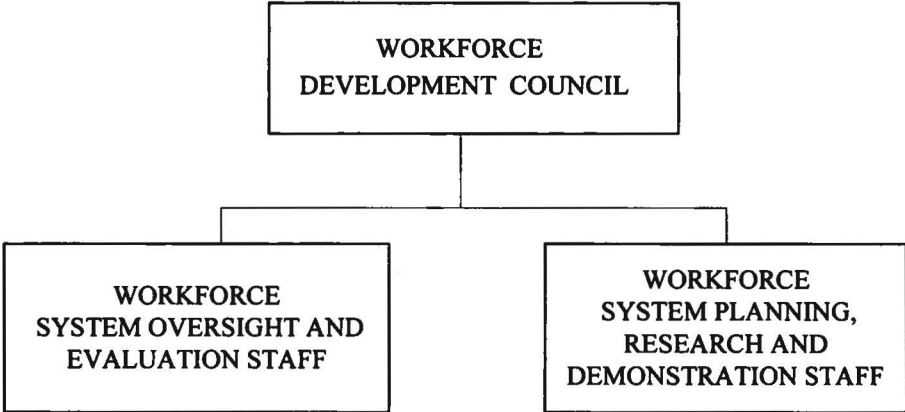 WORKFORCE
DEVELOPMENT COUNCIL
WORKFORCE
SYSTEM OVERSIGHT AND
EVALUATION STAFF
WORKFORCE
SYSTEM PLANNING,
RESEARCH AND
DEMONSTRATION STAFF